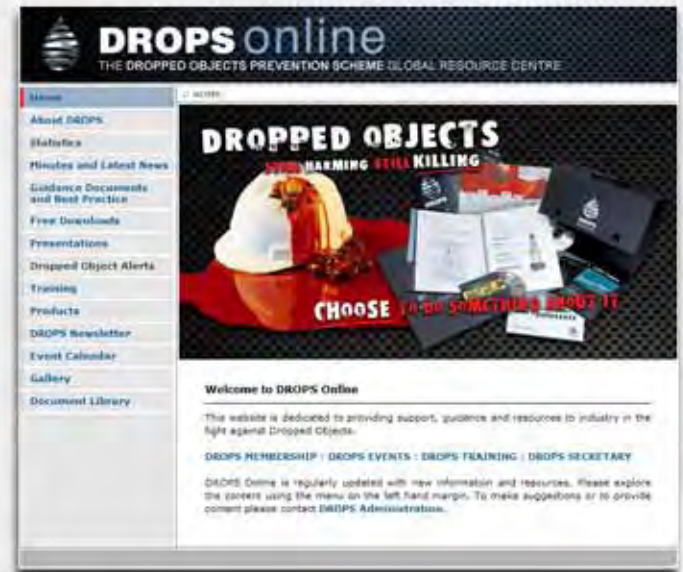 DROPS online
THE DROPPED OBJECTS PREVENTION SCHEME GLOBAL RESOURCE CENTRE
Home
HOME
About DROPS
Statistics
Minutes and Latest News
Guidance Documents
and Best Practice
Free Downloads
Presentations
Dropped Object Alerts
Training
Products
DROPS Newsletter
Event Calendar
Gallery
Document Library
DROPPED OBJECTS
STILL HARMING STILL KILLING
CHOOSE TO DO SOMETHING ABOUT IT
Welcome to DROPS Online
This website is dedicated to providing support, guidance and resources to industry in the
fight against Dropped Objects.
DROPS MEMBERSHIP : DROPS EVENTS : DROPS TRAINING : DROPS SECRETARY
DROPS Online is regularly updated with new information and resources. Please explore
the content using the menu on the left hand margin. To make suggestions or to provide
content please contact DROPS Administration.